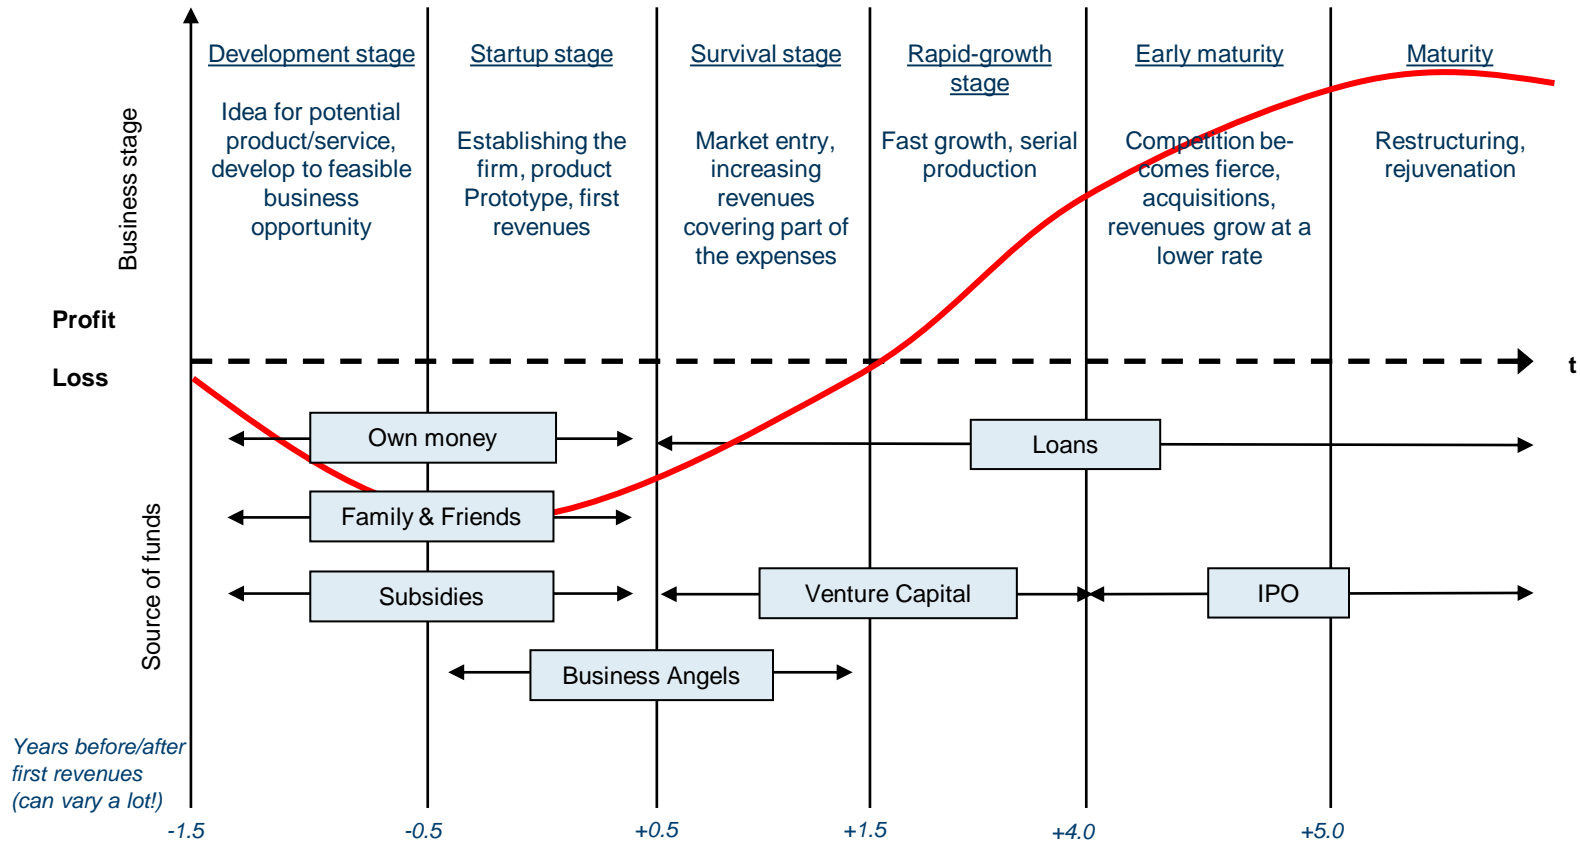 Development stage
Idea for potential
product/service,
develop to feasible
business
opportunity
Startup stage
Establishing the
firm, product
Prototype, first
revenues
Survival stage
Market entry,
increasing
revenues
covering part of
the expenses
Rapid-growth
stage
Fast growth, serial
production
Early maturity
Competition be-
comes fierce,
acquisitions,
revenues grow at a
lower rate
Maturity
Restructuring,
rejuvenation
Business stage
Profit
Loss
t
Own money
Loans
Family & Friends
Subsidies
Venture Capital
IPO
Business Angels
Source of funds
Years before/after
first revenues
(can vary a lot!)
-1.5
-0.5
+0.5
+1.5
+4.0
+5.0